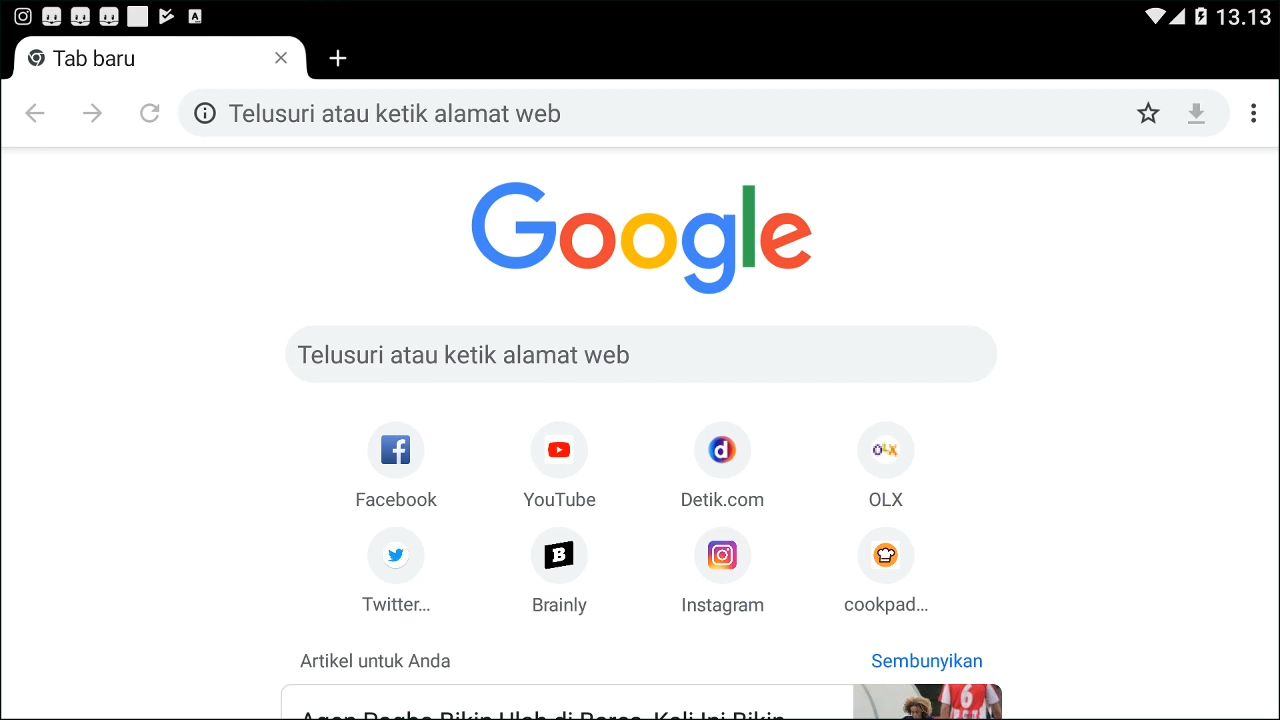 13.13
Tab baru
Telusuri atau ketik alamat web
Google
Telusuri atau ketik alamat web
Facebook
YouTube
Detik.com
OLX
Twitter...
Brainly
Instagram
cookpad...
Artikel untuk Anda
Sembunyikan